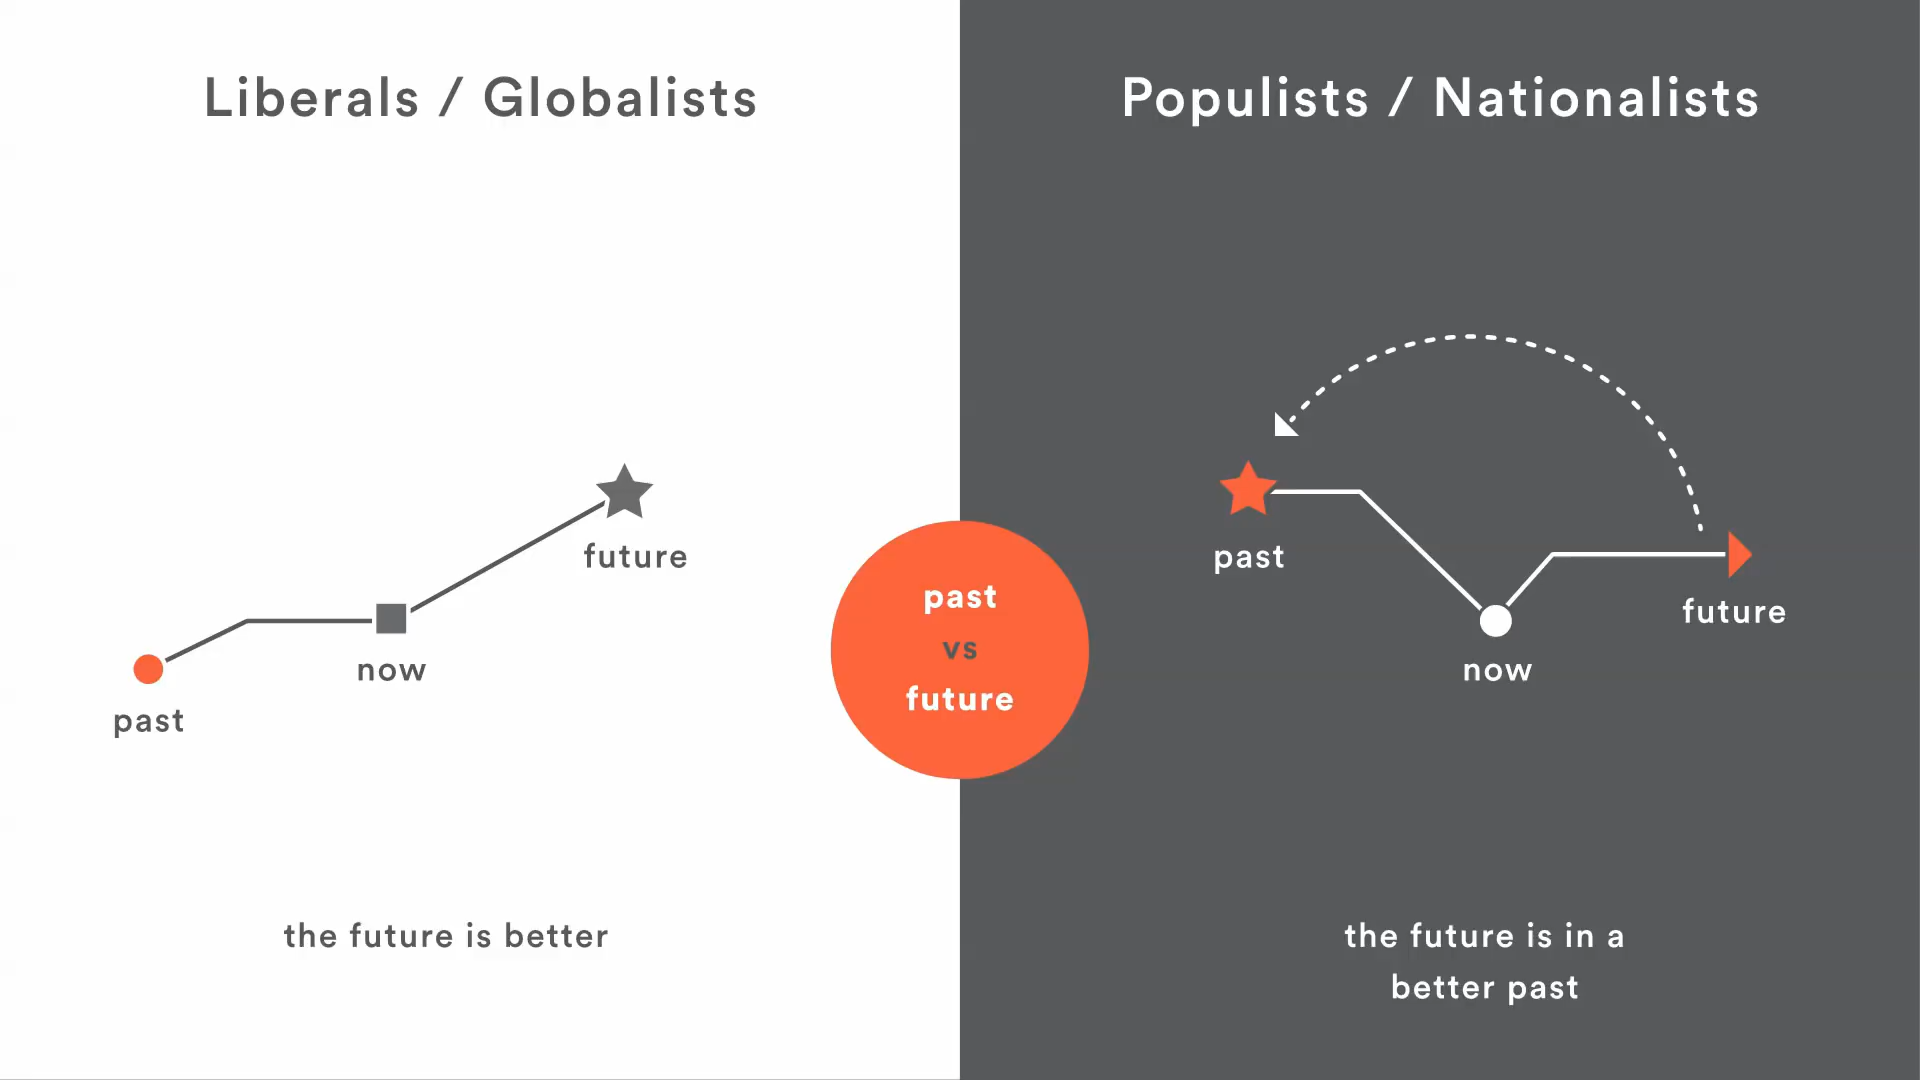 Liberals / Globalists
past
now
future
the future is better
past
vs
future
Populists / Nationalists
past
now
future
the future is in a
better past